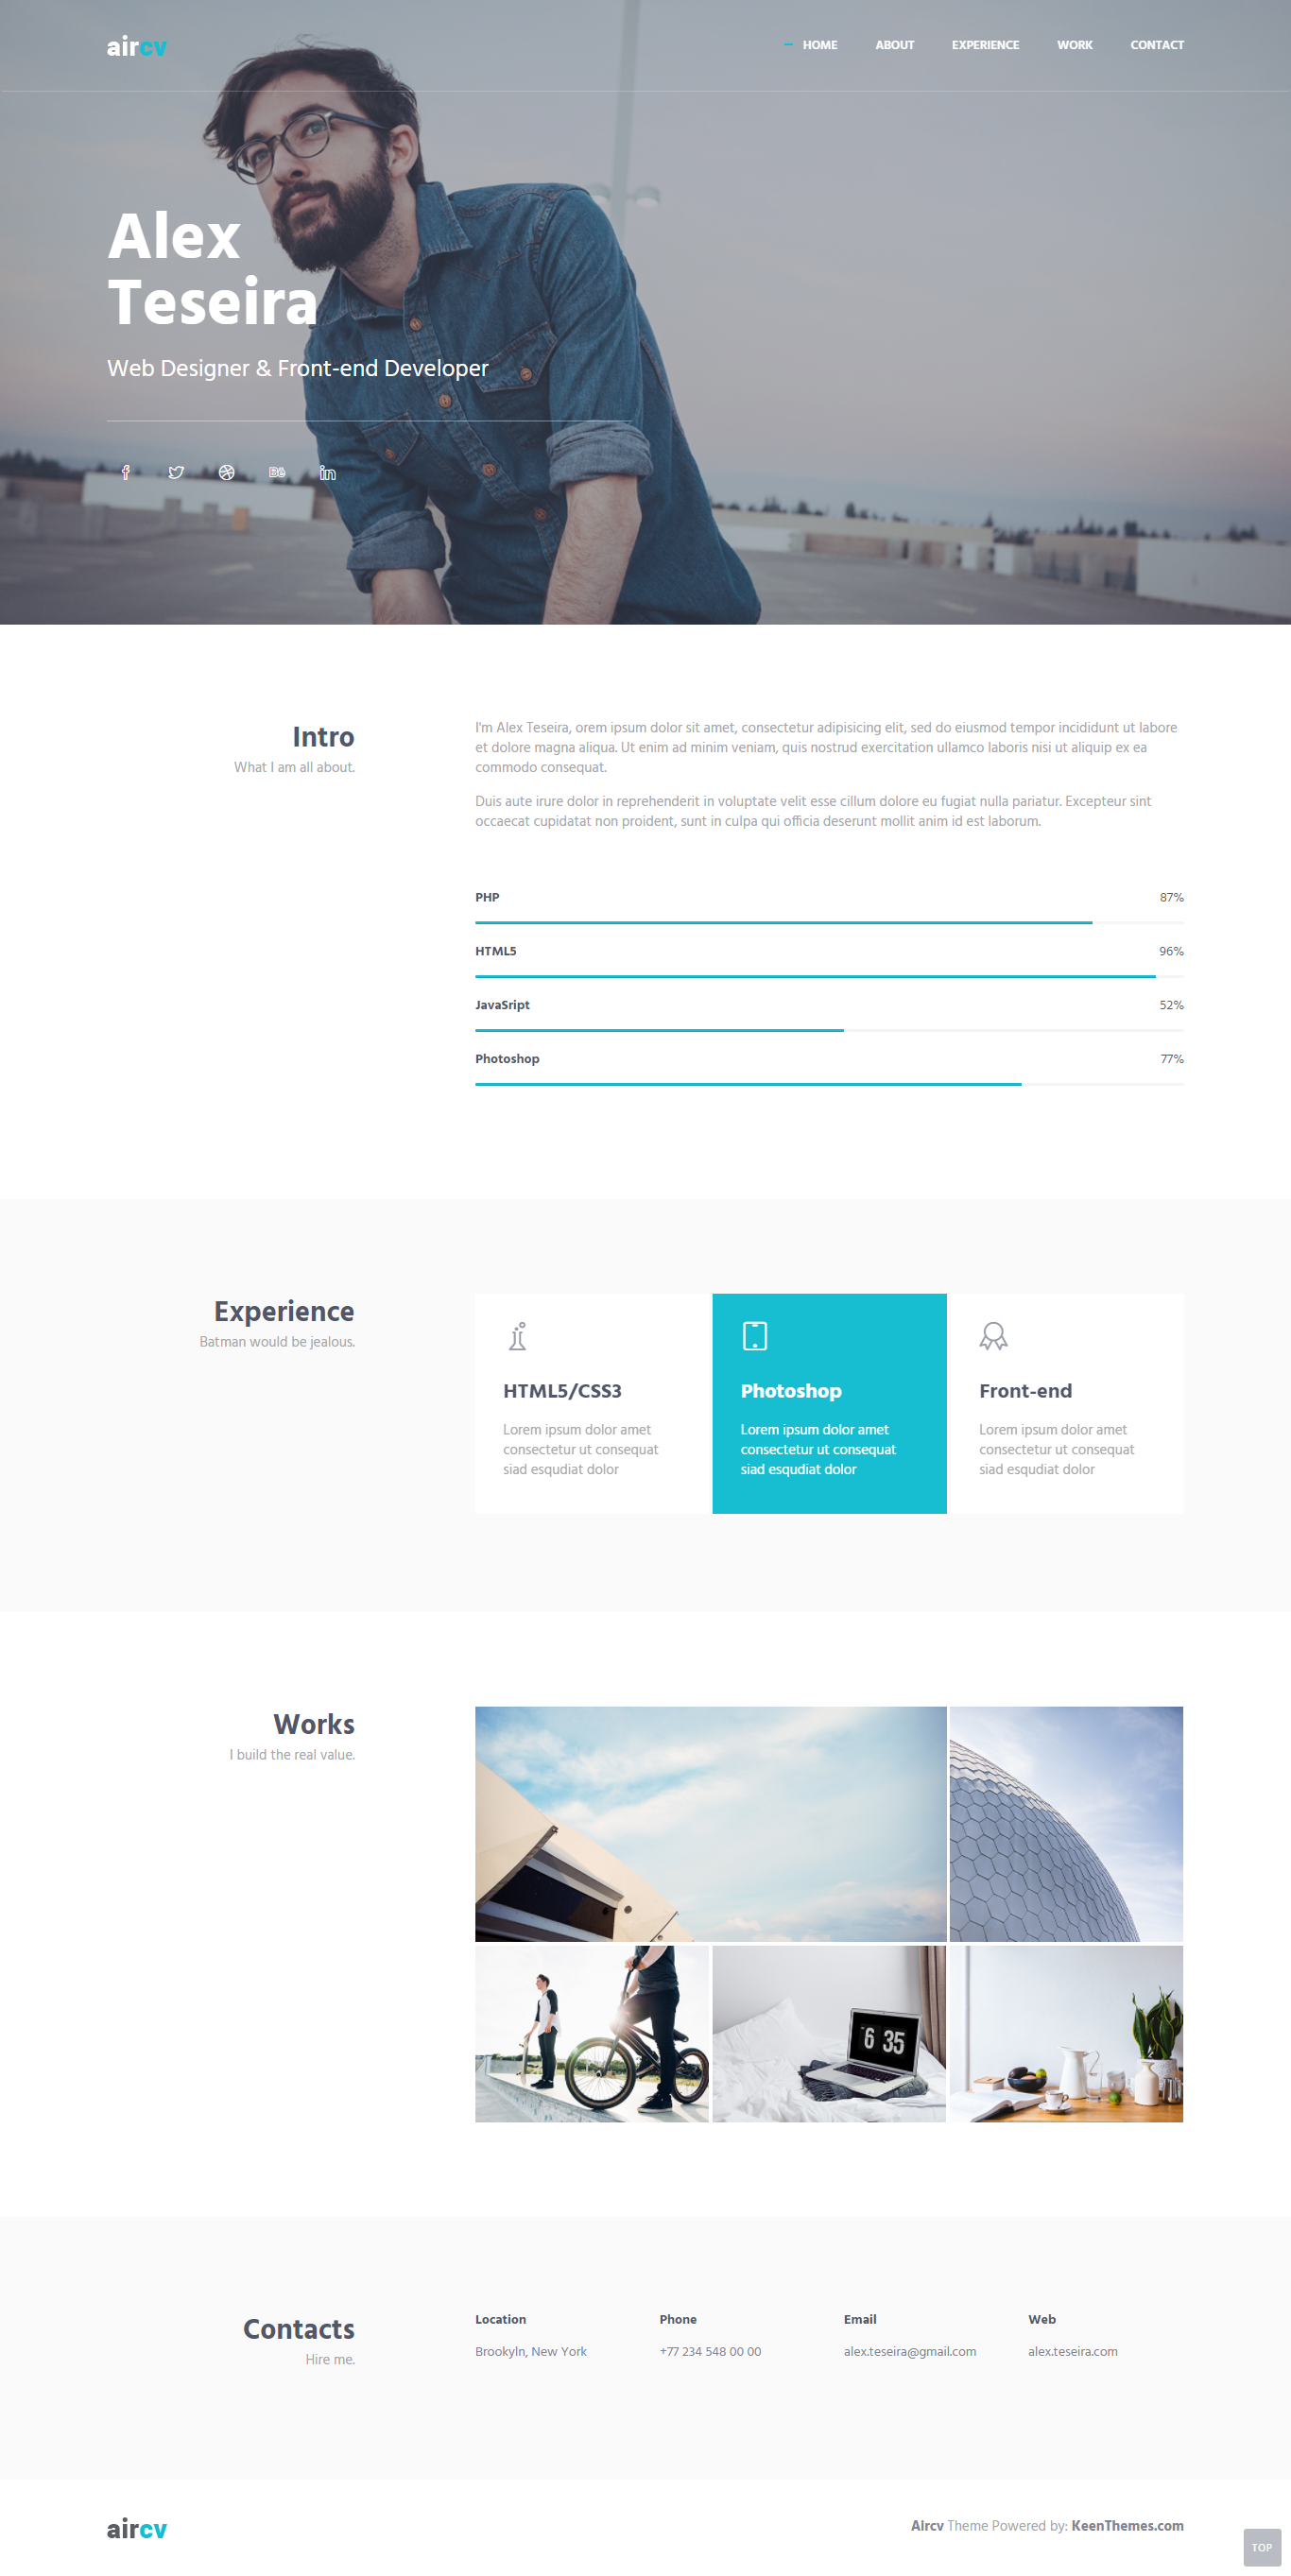 aircv
HOME ABOUT EXPERIENCE WORK CONTACT
Alex
Teseira
Web Designer & Front-end Developer
Intro
What I am all about.
I'm Alex Teseira, orem ipsum dolor sit amet, consectetur adipisicing elit, sed do eiusmod tempor incididunt ut labore
et dolore magna aliqua. Ut enim ad minim veniam, quis nostrud exercitation ullamco laboris nisi ut aliquip ex ea
commodo consequat.
Duis aute irure dolor in reprehenderit in voluptate velit esse cillum dolore eu fugiat nulla pariatur. Excepteur sint
occaecat cupidatat non proident, sunt in culpa qui officia deserunt mollit anim id est laborum.
PHP 87%
HTML5 96%
JavaSript 52%
Photoshop 77%
Experience
Batman would be jealous.
HTML5/CSS3
Lorem ipsum dolor amet
consectetur ut consequat
siad esqudiat dolor
Photoshop
Lorem ipsum dolor amet
consectetur ut consequat
siad esqudiat dolor
Front-end
Lorem ipsum dolor amet
consectetur ut consequat
siad esqudiat dolor
Works
I build the real value.
6 35
Contacts
Hire me.
Location
Brookyln, New York
Phone
+77 234 548 00 00
Email
alex.teseira@gmail.com
Web
alex.teseira.com
aircv
Aircv Theme Powered by: KeenThemes.com
TOP